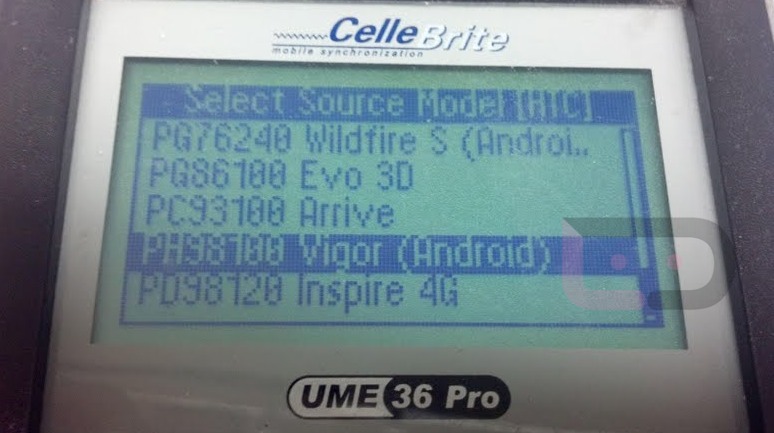 CelleBrite
mobile synchronization
Select Source Model [HTC]
PG76240 Wildfire S (Androi..
PG86100 Evo 3D
PC93100 Arrive
PH98100 Vigor (Android)
PD98120 Inspire 4G
UME 36 Pro